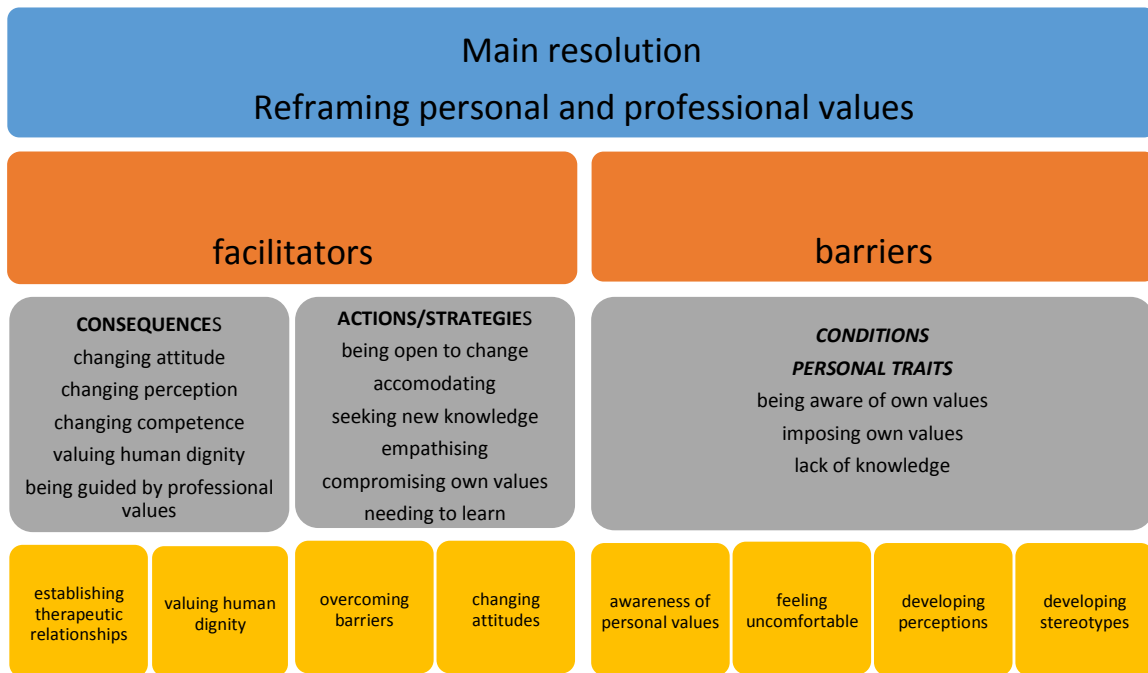 Main resolution
Reframing personal and professional values
facilitators
barriers
CONSEQUENCES
changing attitude
changing perception
changing competence
valuing human dignity
being guided by professional
values
ACTIONS/STRATEGIES
being open to change
accomodating
seeking new knowledge
empathising
compromising own values
needing to learn
CONDITIONS
PERSONAL TRAITS
being aware of own values
imposing own values
lack of knowledge
establishing
therapeutic
relationships
valuing human
dignity
overcoming
barriers
changing
attitudes
awareness of
personal values
feeling
uncomfortable
developing
perceptions
developing
stereotypes